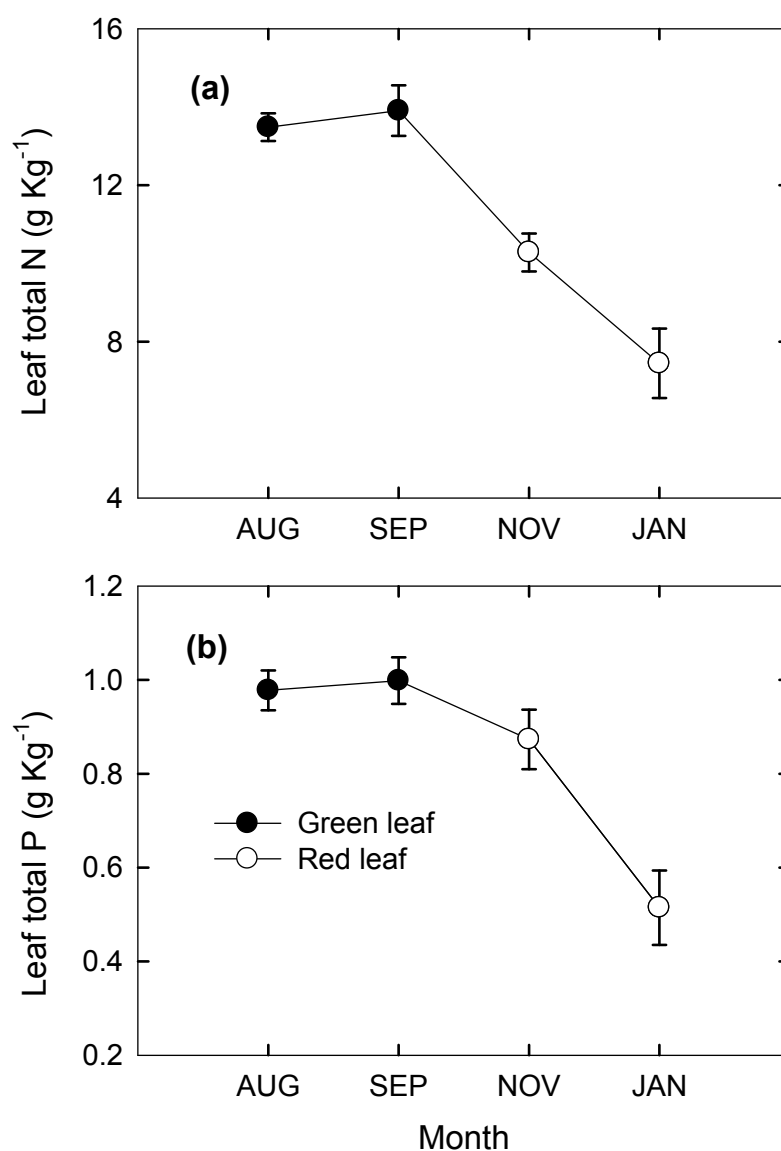 16
(a)
12
8
4
Leaf total N (g Kg-1)
AUG SEP NOV JAN
1.2
(b)
1.0
0.8
0.6
0.4
0.2
Leaf total P (g Kg-1)
Green leaf
Red leaf
AUG SEP NOV JAN
Month